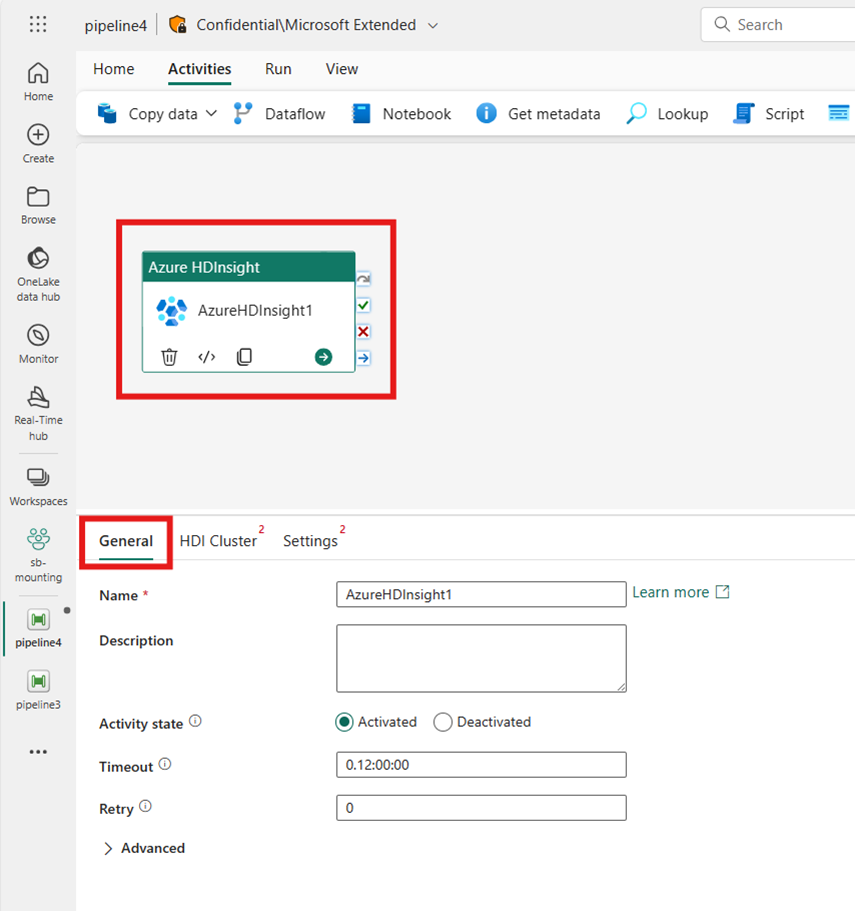 pipeline4
Confidential\Microsoft Extended
Search
Home
Activities
Run
View
Copy data
Dataflow
Notebook
Get metadata
Lookup
Script
Home
Create
Browse
OneLake
data hub
Monitor
Real-Time
hub
Workspaces
sb-
mounting
pipeline4
pipeline3
Azure HDInsight
AzureHDInsight1
General
HDI Cluster 2
Settings 2
Name *
AzureHDInsight1
Learn more
Description
Activity state
Activated
Deactivated
Timeout
0.12:00:00
Retry
0
Advanced